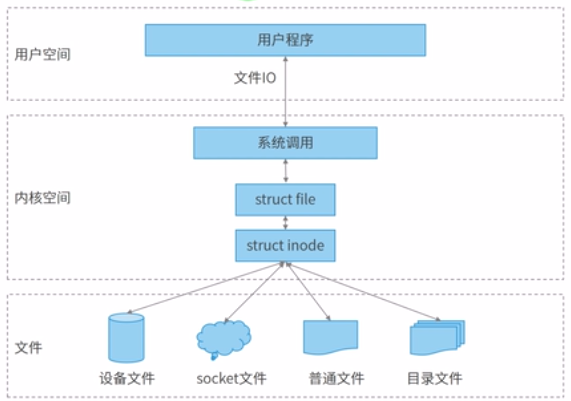 用户空间
用户程序
文件IO
内核空间
系统调用
struct file
struct inode
文件
设备文件
socket文件
普通文件
目录文件